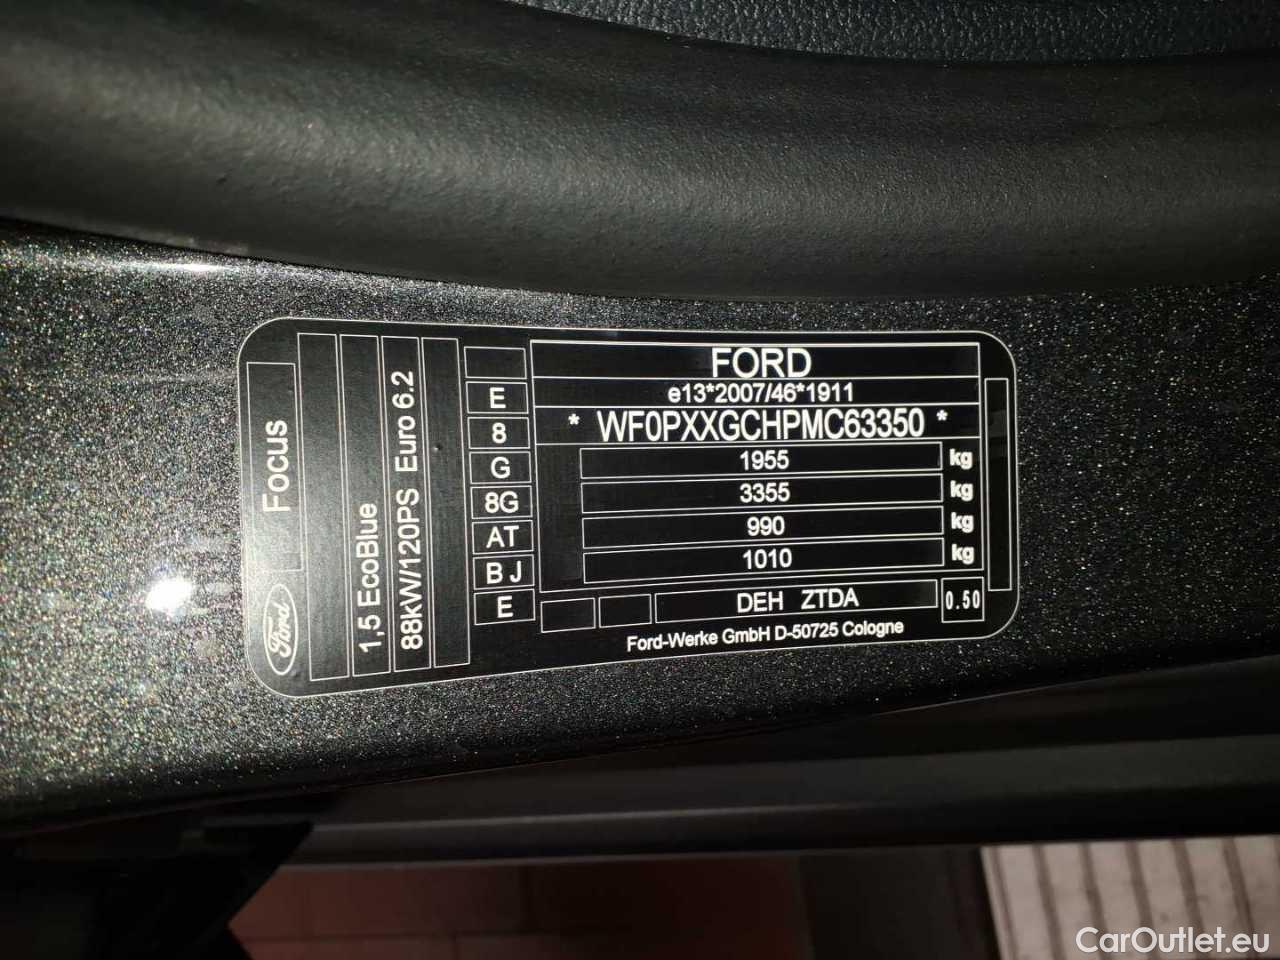 FORD
e13*2007/46*1911
* WF0PXXGCHPMC63350 *
1955 kg
3355 kg
990 kg
1010 kg
DEH ZTDA
0.50
Ford-Werke GmbH D-50725 Cologne
E
8
G
8G
AT
B J
E
Ford
Focus
1,5 EcoBlue
88kW/120PS Euro 6.2
CarOutlet.eu